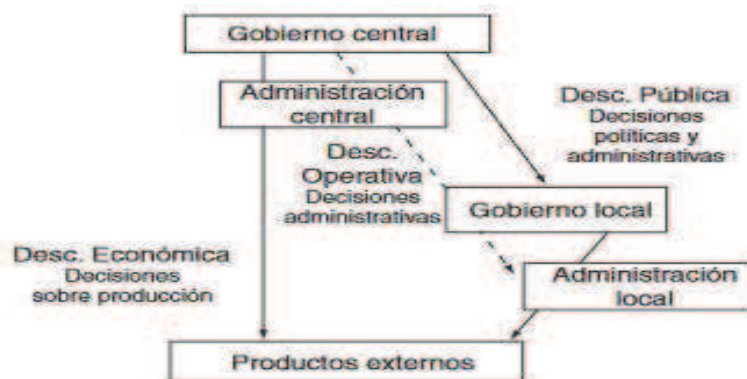 Gobierno central
Administración
central
Desc. Pública
Decisiones
políticas y
administrativas
Desc.
Operativa
Decisiones
administrativas
Gobierno local
Desc. Económica
Decisiones
sobre producción
Administración
local
Productos externos